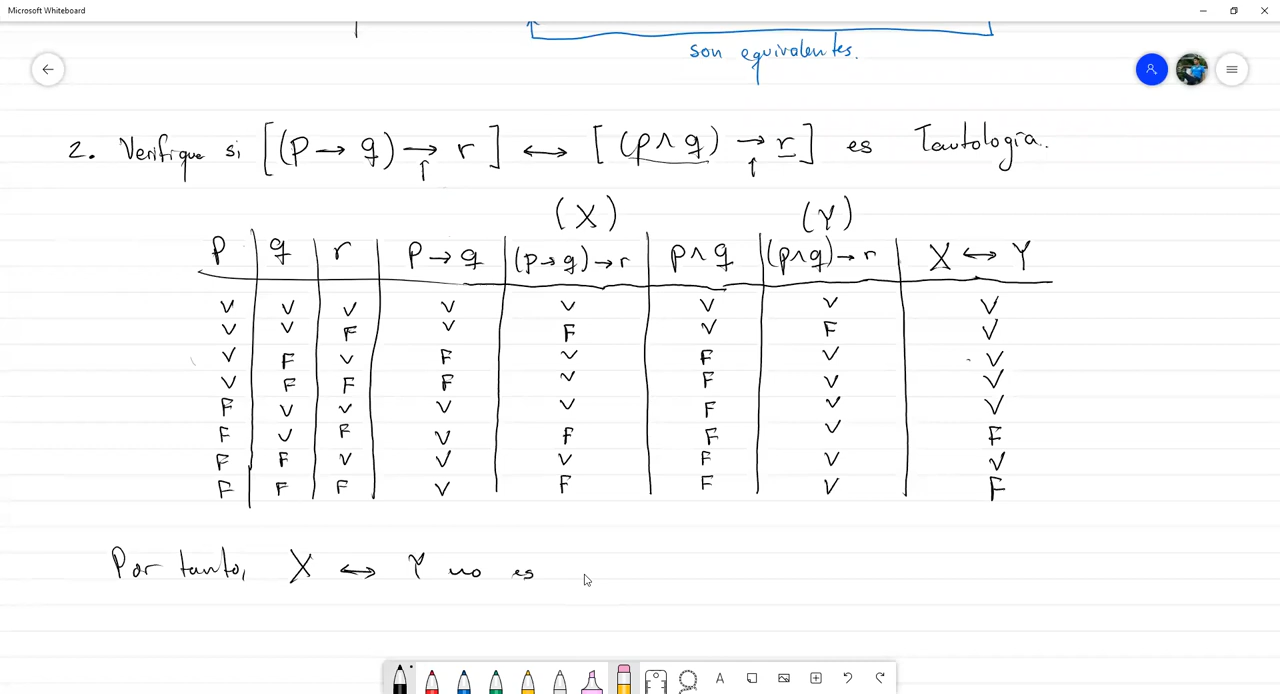 Microsoft Whiteboard
son equivalentes.
2. Verifique si [(p → q) → r] ↔ [(p ∧ q) → r] es Tautología.
(X) (Y)
p q r p → q (p → q) → r p ∧ q (p ∧ q) → r X ↔ Y
V V V V V V V V
V V F V F V F V
V F V F V F V V
V F F F V F V V
F V V V V F V V
F V F V F F V F
F F V V V F V V
F F F V F F V F
Por tanto, X ↔ Y no es
A